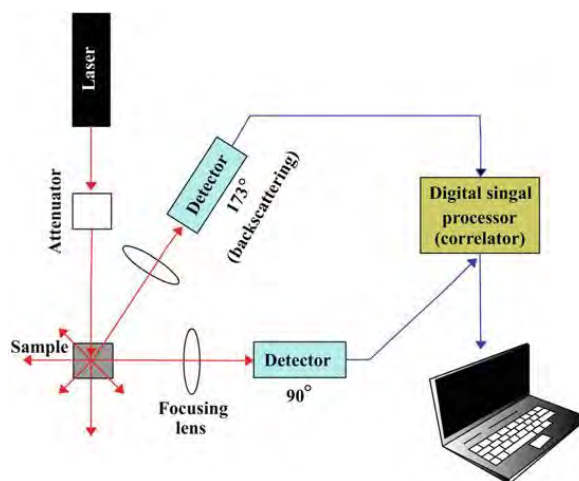 Laser
Attenuator
Detector
173°
(backscattering)
Digital singal
processor
(correlator)
Sample
Focusing
lens
Detector
90°